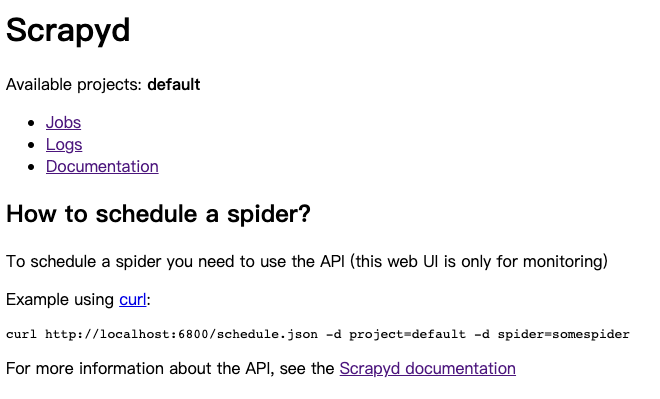 Scrapyd
Available projects: default
Jobs
Logs
Documentation
How to schedule a spider?
To schedule a spider you need to use the API (this web UI is only for monitoring)
Example using curl:
curl http://localhost:6800/schedule.json -d project=default -d spider=somespider
For more information about the API, see the Scrapyd documentation